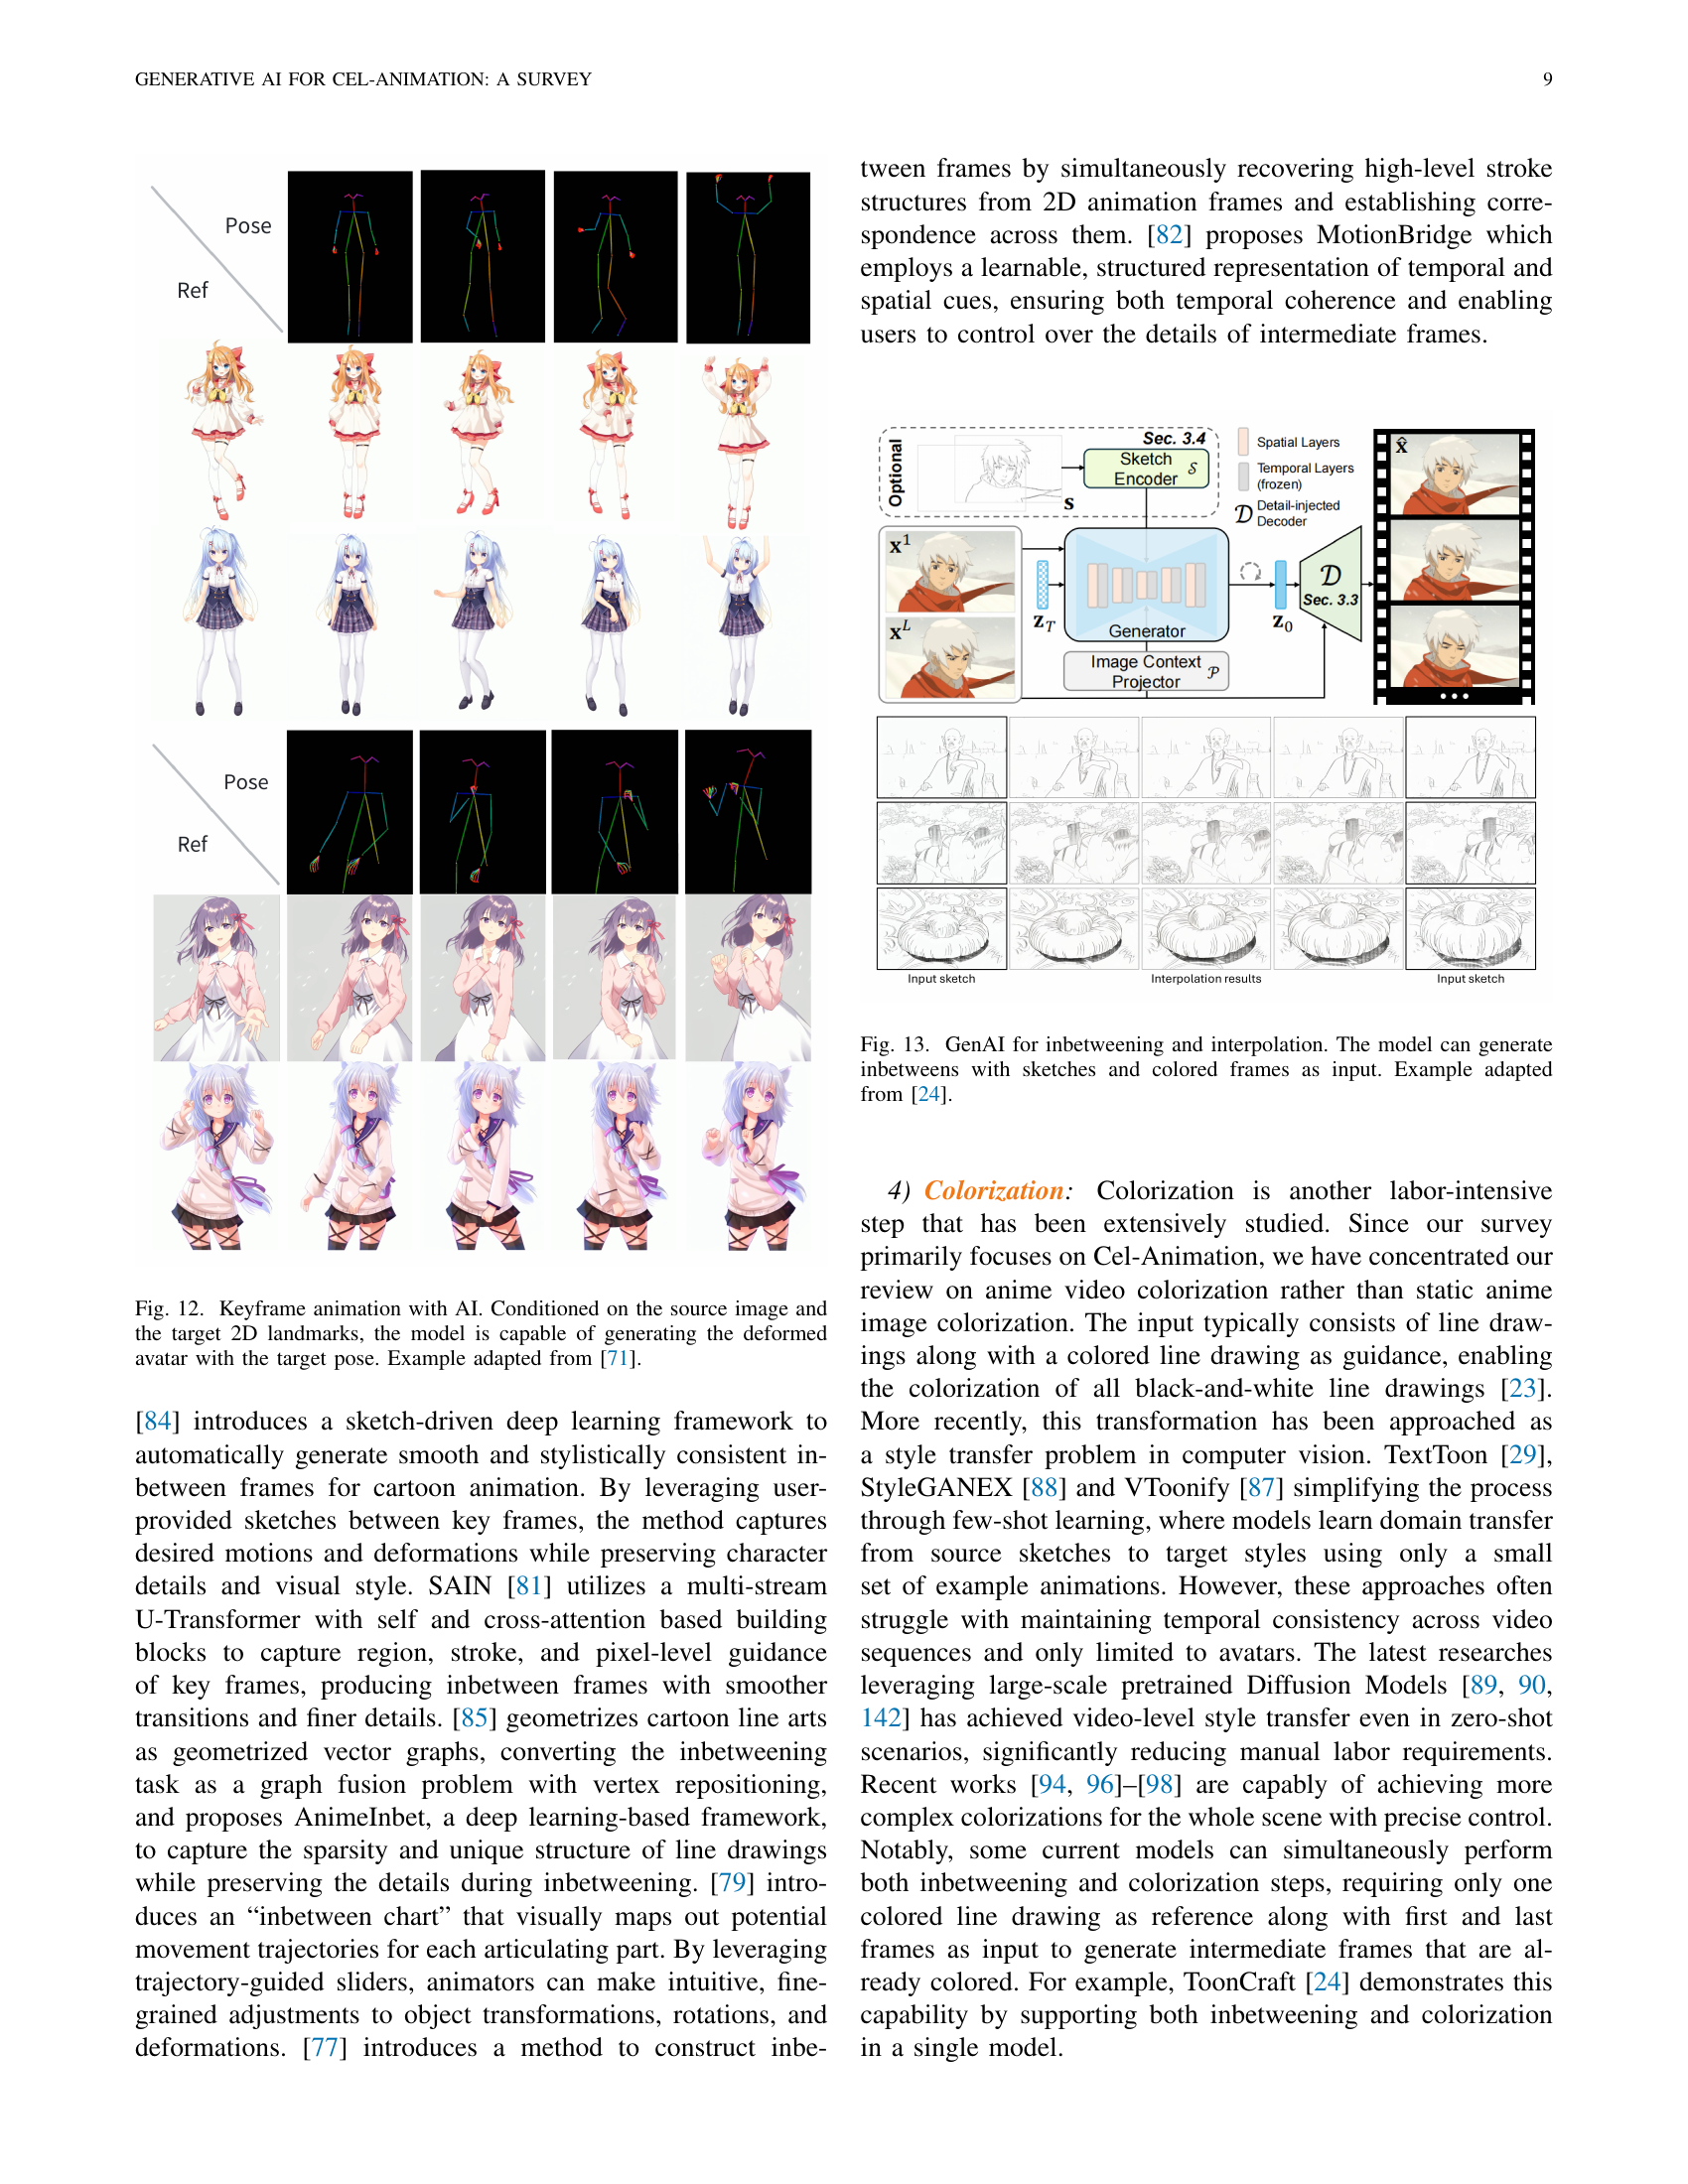 GENERATIVE AI FOR CEL-ANIMATION: A SURVEY
9
Pose
Ref
Pose
Ref
Fig. 12. Keyframe animation with AI. Conditioned on the source image and
the target 2D landmarks, the model is capable of generating the deformed
avatar with the target pose. Example adapted from [71].
[84] introduces a sketch-driven deep learning framework to
automatically generate smooth and stylistically consistent in-
between frames for cartoon animation. By leveraging user-
provided sketches between key frames, the method captures
desired motions and deformations while preserving character
details and visual style. SAIN [81] utilizes a multi-stream
U-Transformer with self and cross-attention based building
blocks to capture region, stroke, and pixel-level guidance
of key frames, producing inbetween frames with smoother
transitions and finer details. [85] geometrizes cartoon line arts
as geometrized vector graphs, converting the inbetweening
task as a graph fusion problem with vertex repositioning,
and proposes AnimeInbet, a deep learning-based framework,
to capture the sparsity and unique structure of line drawings
while preserving the details during inbetweening. [79] intro-
duces an “inbetween chart” that visually maps out potential
movement trajectories for each articulating part. By leveraging
trajectory-guided sliders, animators can make intuitive, fine-
grained adjustments to object transformations, rotations, and
deformations. [77] introduces a method to construct inbe-
tween frames by simultaneously recovering high-level stroke
structures from 2D animation frames and establishing corre-
spondence across them. [82] proposes MotionBridge which
employs a learnable, structured representation of temporal and
spatial cues, ensuring both temporal coherence and enabling
users to control over the details of intermediate frames.
Optional
s
Sec. 3.4
Sketch
Encoder 𝒮
Spatial Layers
Temporal Layers
(frozen)
𝒟 Detail-injected
Decoder
x¹
xᴸ
z_T
Generator
Image Context
Projector 𝒫
z₀
𝒟
Sec. 3.3
x̂
Input sketch
Interpolation results
Input sketch
Fig. 13. GenAI for inbetweening and interpolation. The model can generate
inbetweens with sketches and colored frames as input. Example adapted
from [24].
4) Colorization: Colorization is another labor-intensive
step that has been extensively studied. Since our survey
primarily focuses on Cel-Animation, we have concentrated our
review on anime video colorization rather than static anime
image colorization. The input typically consists of line draw-
ings along with a colored line drawing as guidance, enabling
the colorization of all black-and-white line drawings [23].
More recently, this transformation has been approached as
a style transfer problem in computer vision. TextToon [29],
StyleGANEX [88] and VToonify [87] simplifying the process
through few-shot learning, where models learn domain transfer
from source sketches to target styles using only a small
set of example animations. However, these approaches often
struggle with maintaining temporal consistency across video
sequences and only limited to avatars. The latest researches
leveraging large-scale pretrained Diffusion Models [89, 90,
142] has achieved video-level style transfer even in zero-shot
scenarios, significantly reducing manual labor requirements.
Recent works [94, 96]–[98] are capably of achieving more
complex colorizations for the whole scene with precise control.
Notably, some current models can simultaneously perform
both inbetweening and colorization steps, requiring only one
colored line drawing as reference along with first and last
frames as input to generate intermediate frames that are al-
ready colored. For example, ToonCraft [24] demonstrates this
capability by supporting both inbetweening and colorization
in a single model.